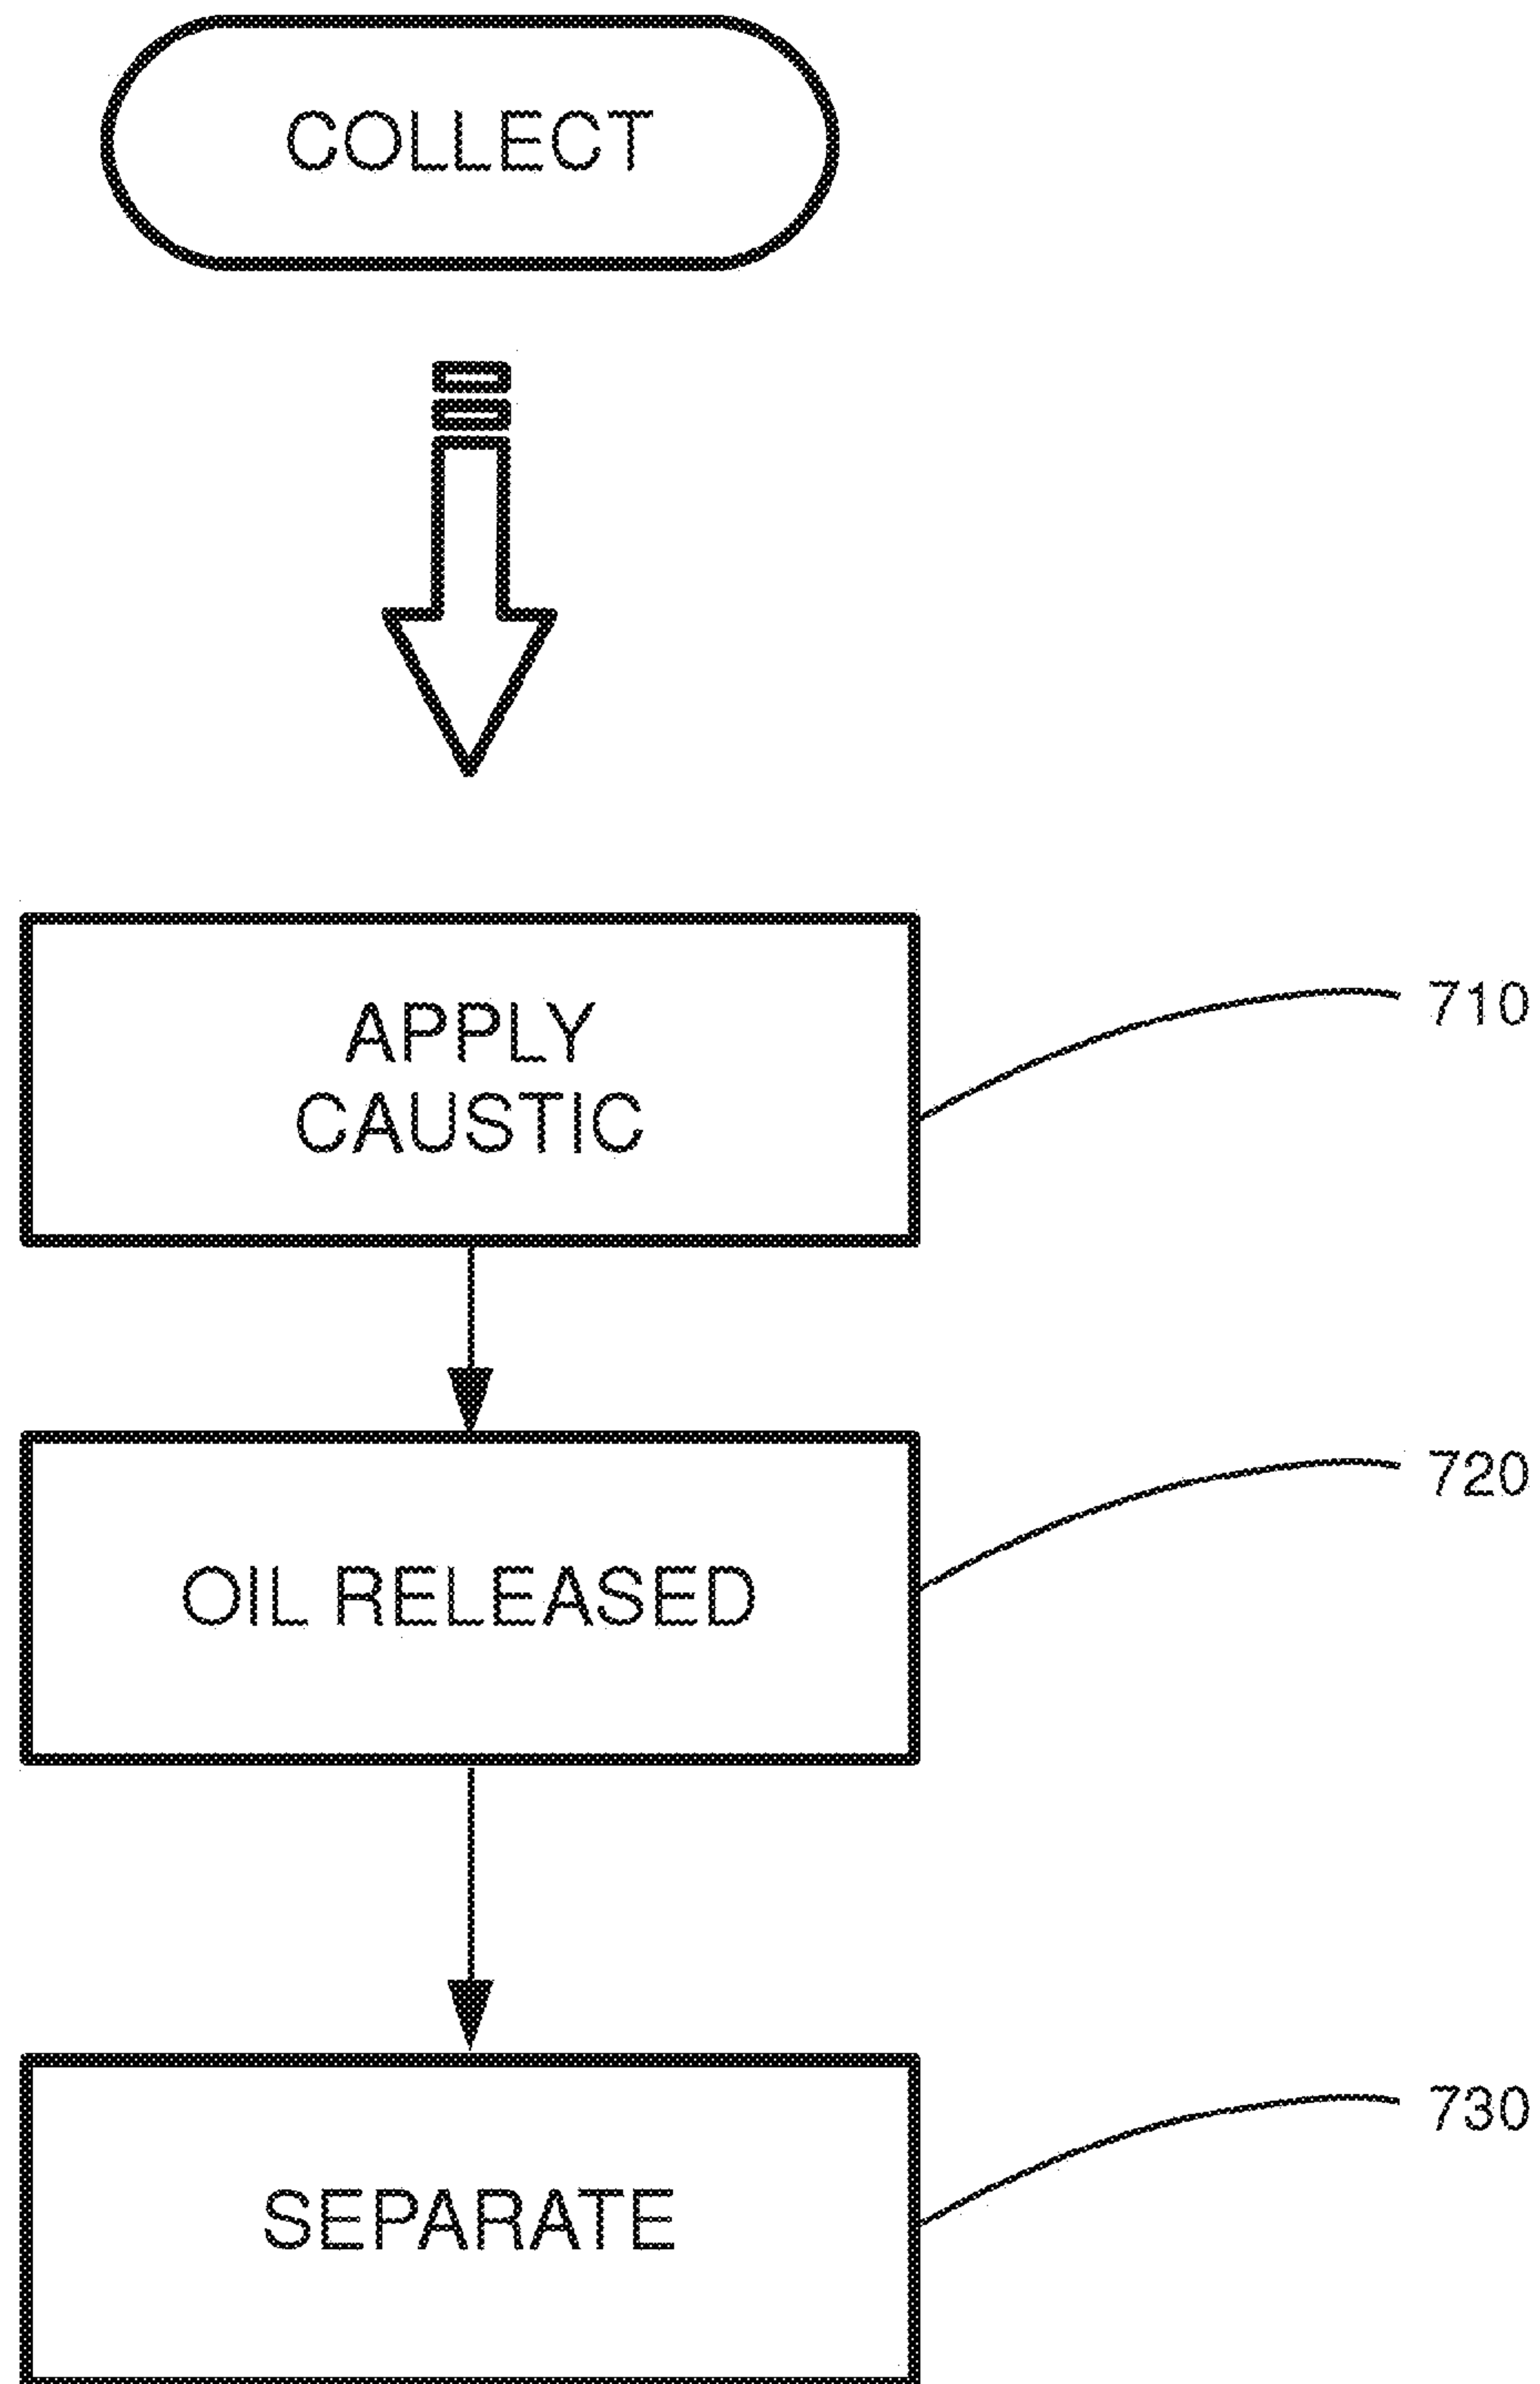 COLLECT
APPLY
CAUSTIC
710
OIL RELEASED
720
SEPARATE
730